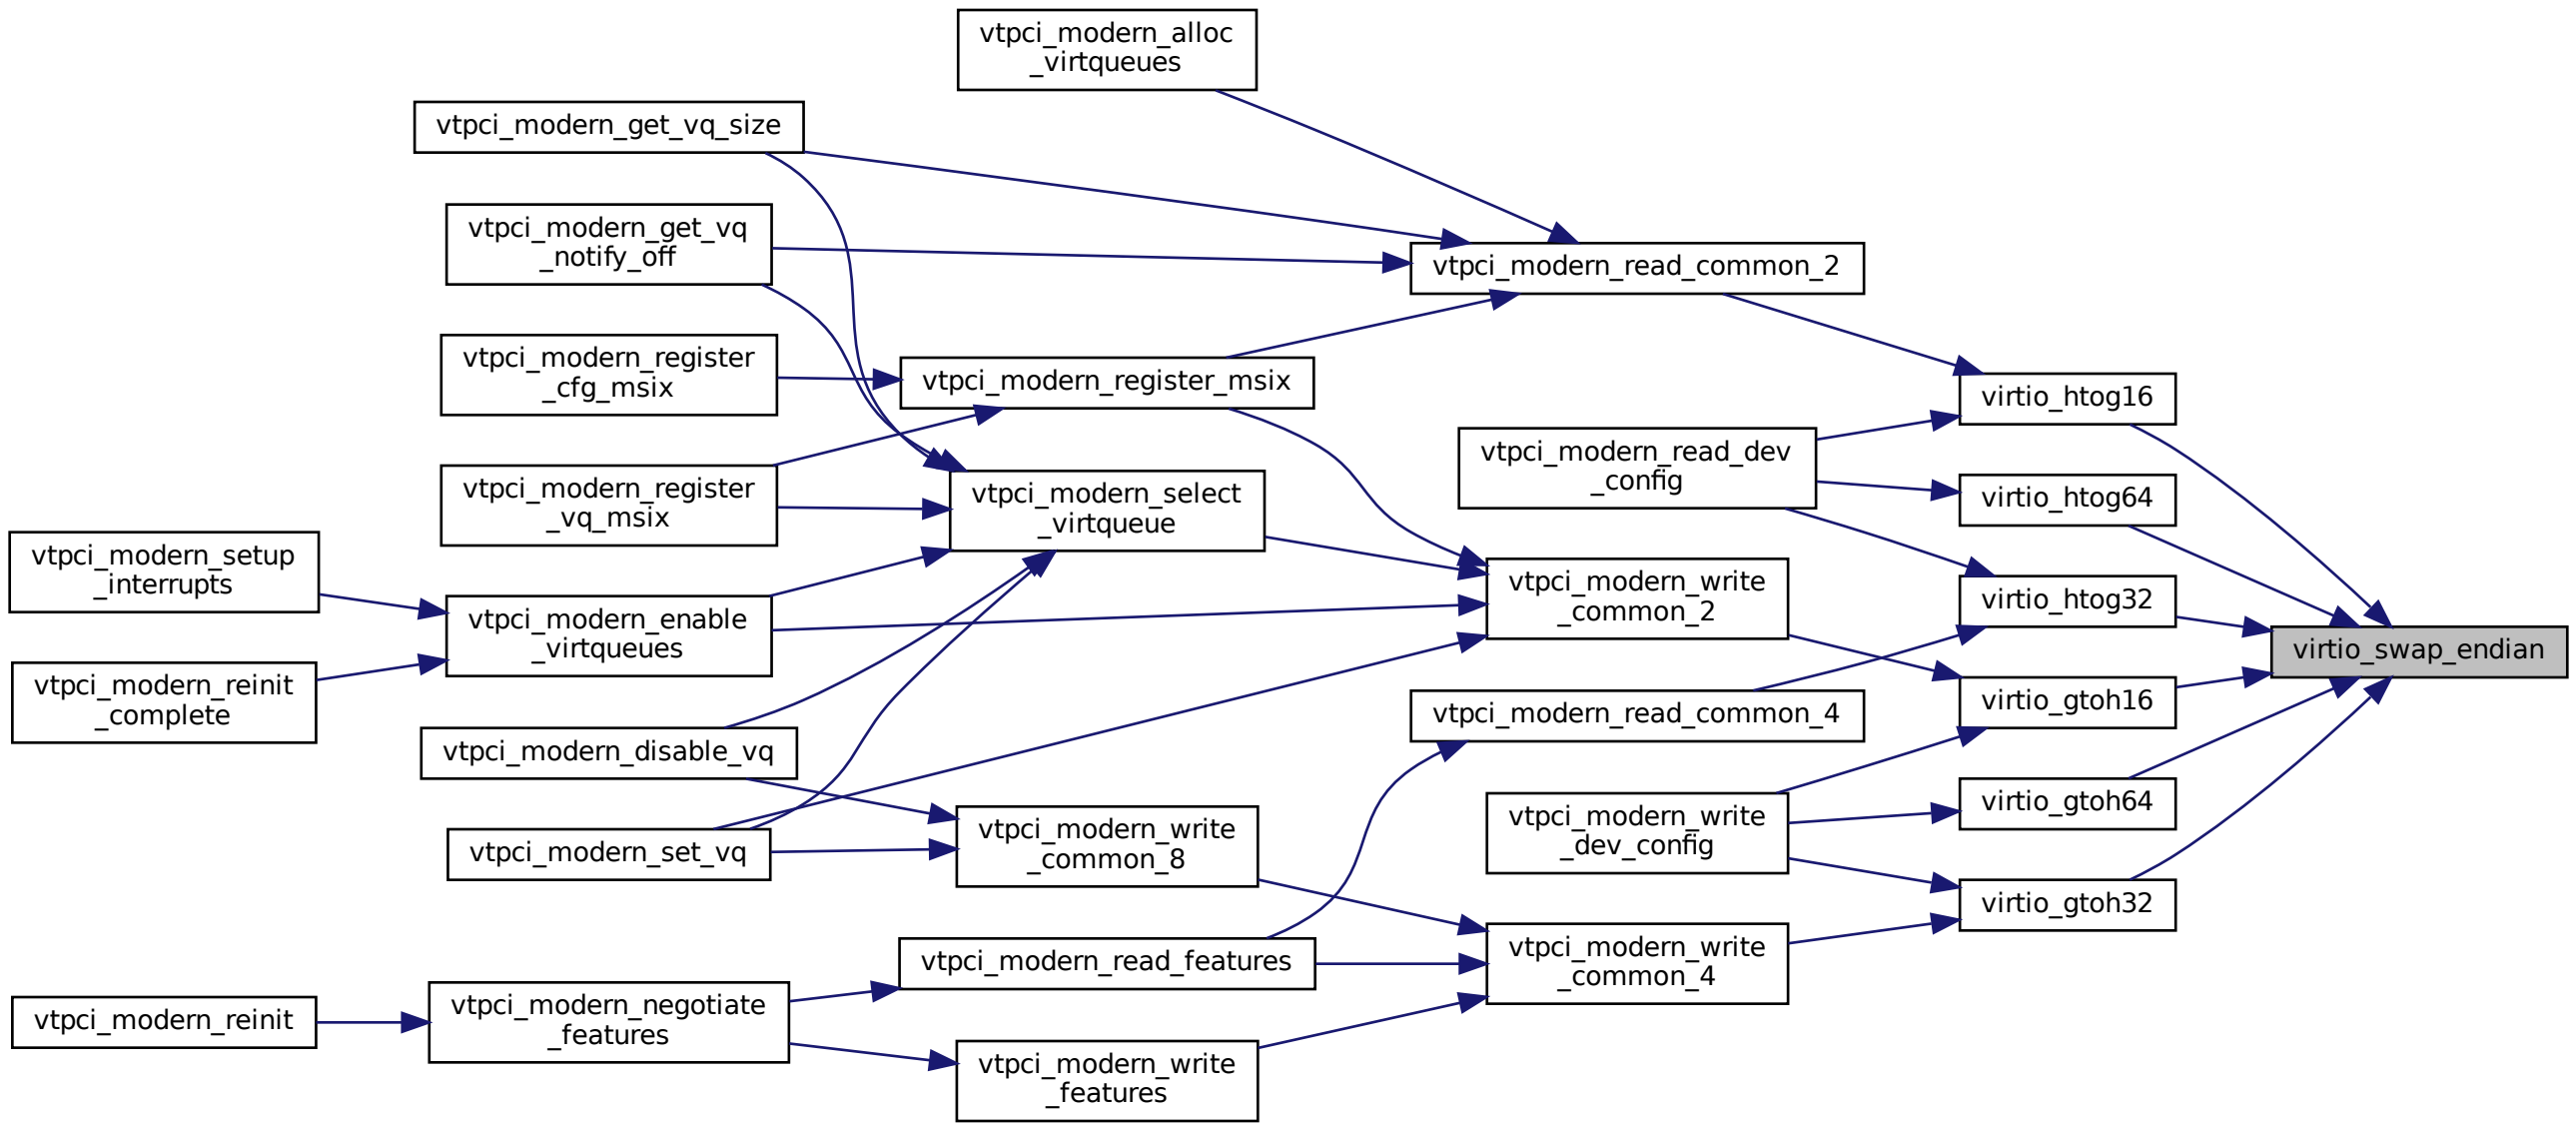 vtpci_modern_alloc
_virtqueues
vtpci_modern_get_vq_size
vtpci_modern_get_vq
_notify_off
vtpci_modern_read_common_2
vtpci_modern_register
_cfg_msix
vtpci_modern_register_msix
virtio_htog16
vtpci_modern_read_dev
_config
vtpci_modern_register
_vq_msix
vtpci_modern_select
_virtqueue
virtio_htog64
vtpci_modern_setup
_interrupts
vtpci_modern_write
_common_2
virtio_htog32
vtpci_modern_enable
_virtqueues
virtio_swap_endian
vtpci_modern_reinit
_complete
virtio_gtoh16
vtpci_modern_read_common_4
vtpci_modern_disable_vq
virtio_gtoh64
vtpci_modern_write
_dev_config
vtpci_modern_set_vq
vtpci_modern_write
_common_8
virtio_gtoh32
vtpci_modern_read_features
vtpci_modern_write
_common_4
vtpci_modern_reinit
vtpci_modern_negotiate
_features
vtpci_modern_write
_features